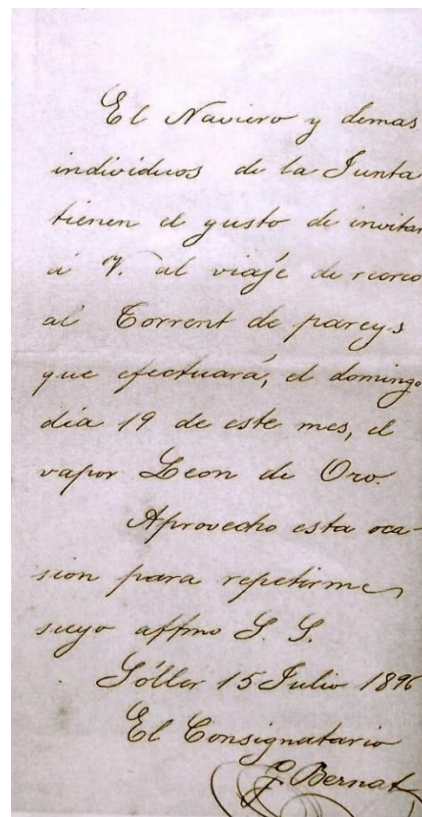 El Naviero y demas
individuos de la Junta
tienen el gusto de invitar
á V. al viaje de recreo
al Torrent de pareys
que efectuará, el domingo
dia 19 de este mes, el
vapor Leon de Oro.
Aprovecho esta oca-
sion para repetirme
suyo affmo S. S.
Sóller 15 Julio 1896
El Consignatario
G. Bernat